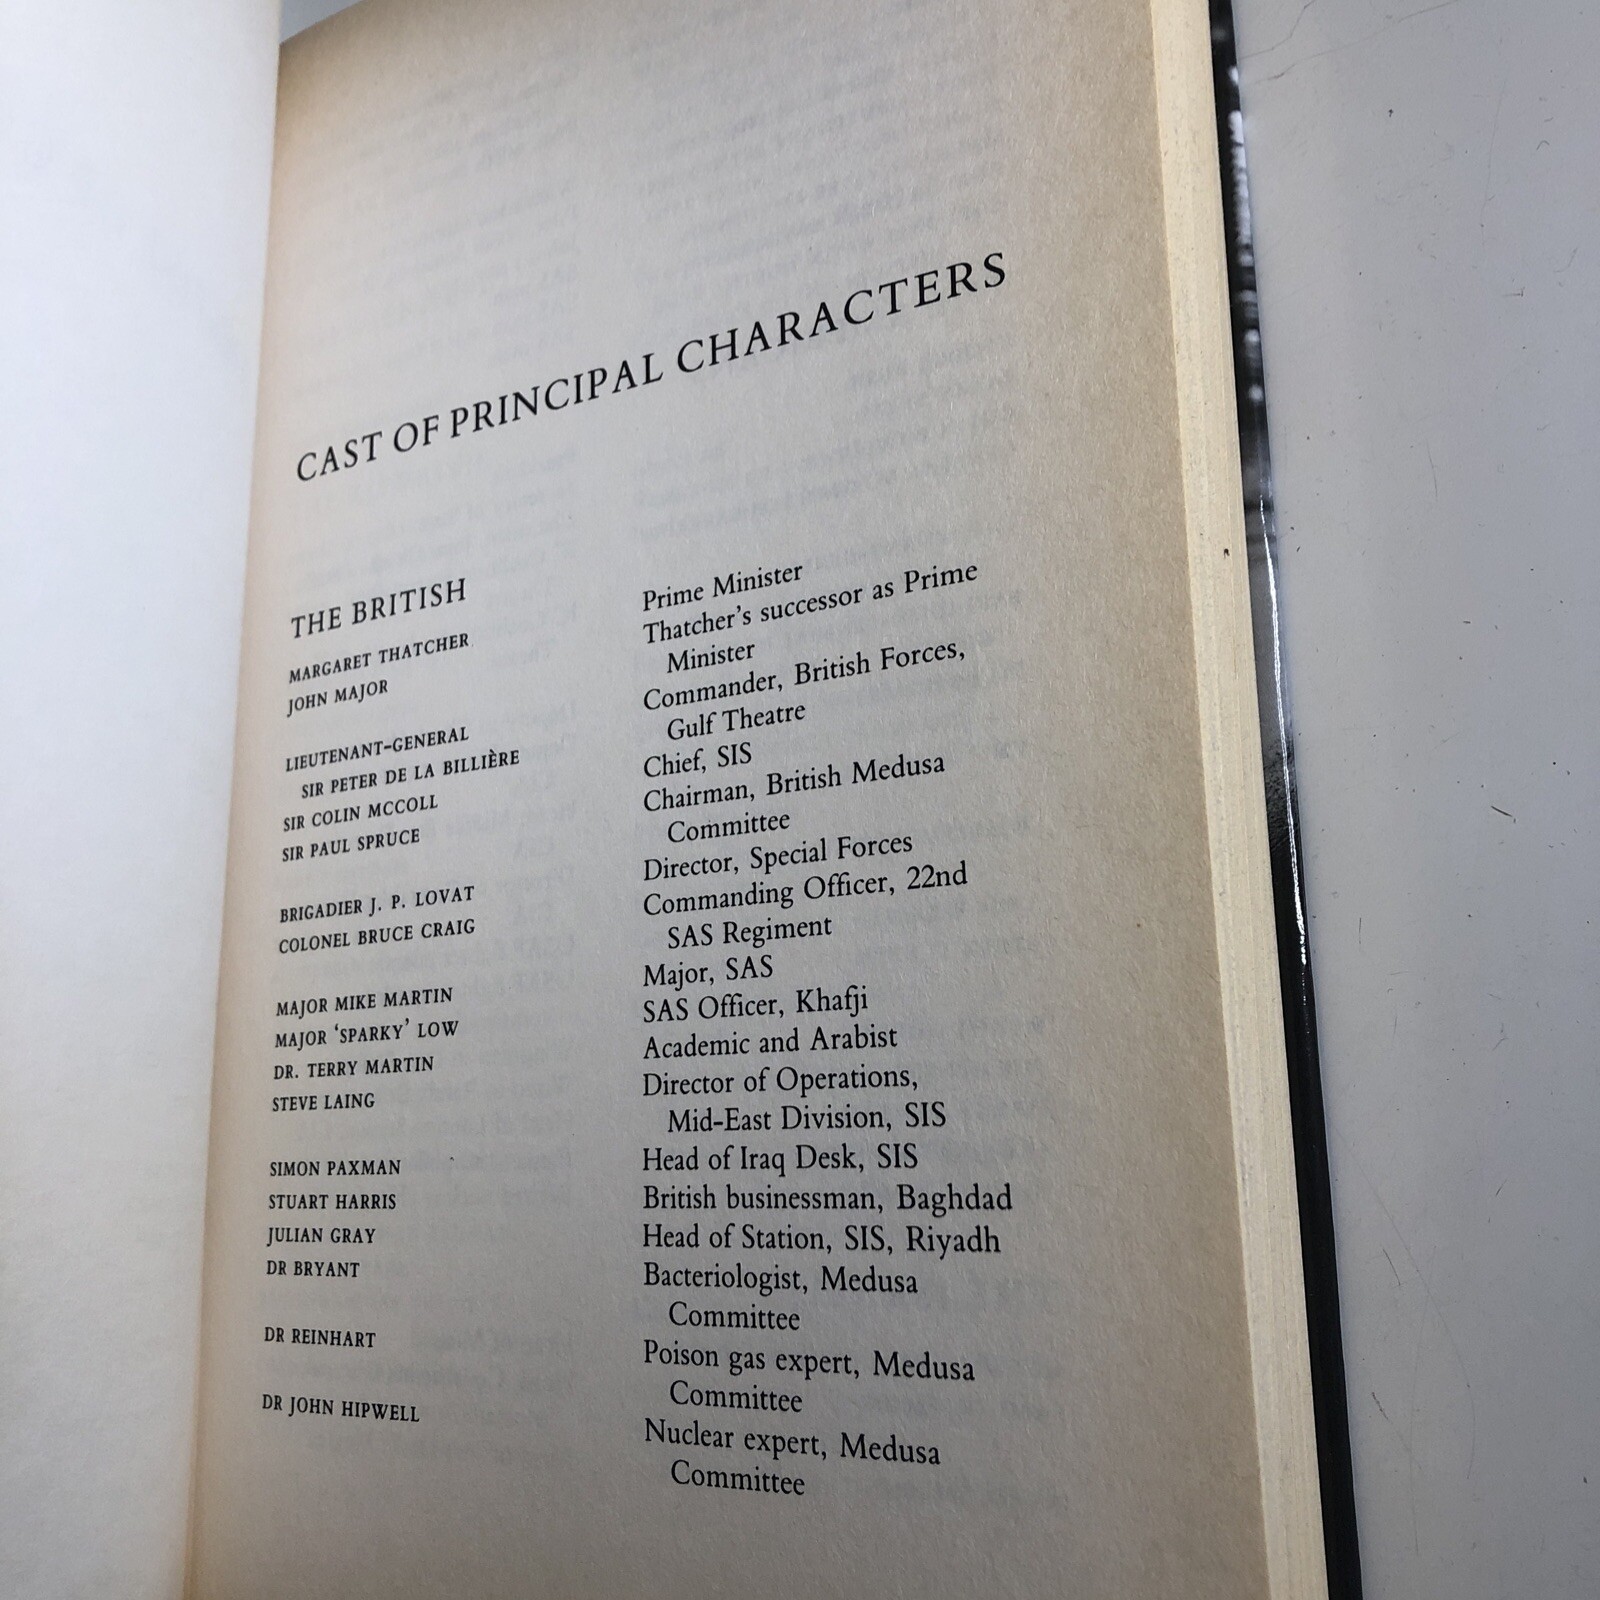 CAST OF PRINCIPAL CHARACTERS
THE BRITISH
MARGARET THATCHER Prime Minister
JOHN MAJOR Thatcher's successor as Prime
Minister
LIEUTENANT-GENERAL Commander, British Forces,
SIR PETER DE LA BILLIÈRE Gulf Theatre
SIR COLIN MCCOLL Chief, SIS
SIR PAUL SPRUCE Chairman, British Medusa
Committee
BRIGADIER J. P. LOVAT Director, Special Forces
COLONEL BRUCE CRAIG Commanding Officer, 22nd
SAS Regiment
MAJOR MIKE MARTIN Major, SAS
MAJOR 'SPARKY' LOW SAS Officer, Khafji
DR. TERRY MARTIN Academic and Arabist
STEVE LAING Director of Operations,
Mid-East Division, SIS
SIMON PAXMAN Head of Iraq Desk, SIS
STUART HARRIS British businessman, Baghdad
JULIAN GRAY Head of Station, SIS, Riyadh
DR BRYANT Bacteriologist, Medusa
Committee
DR REINHART Poison gas expert, Medusa
Committee
DR JOHN HIPWELL Nuclear expert, Medusa
Committee